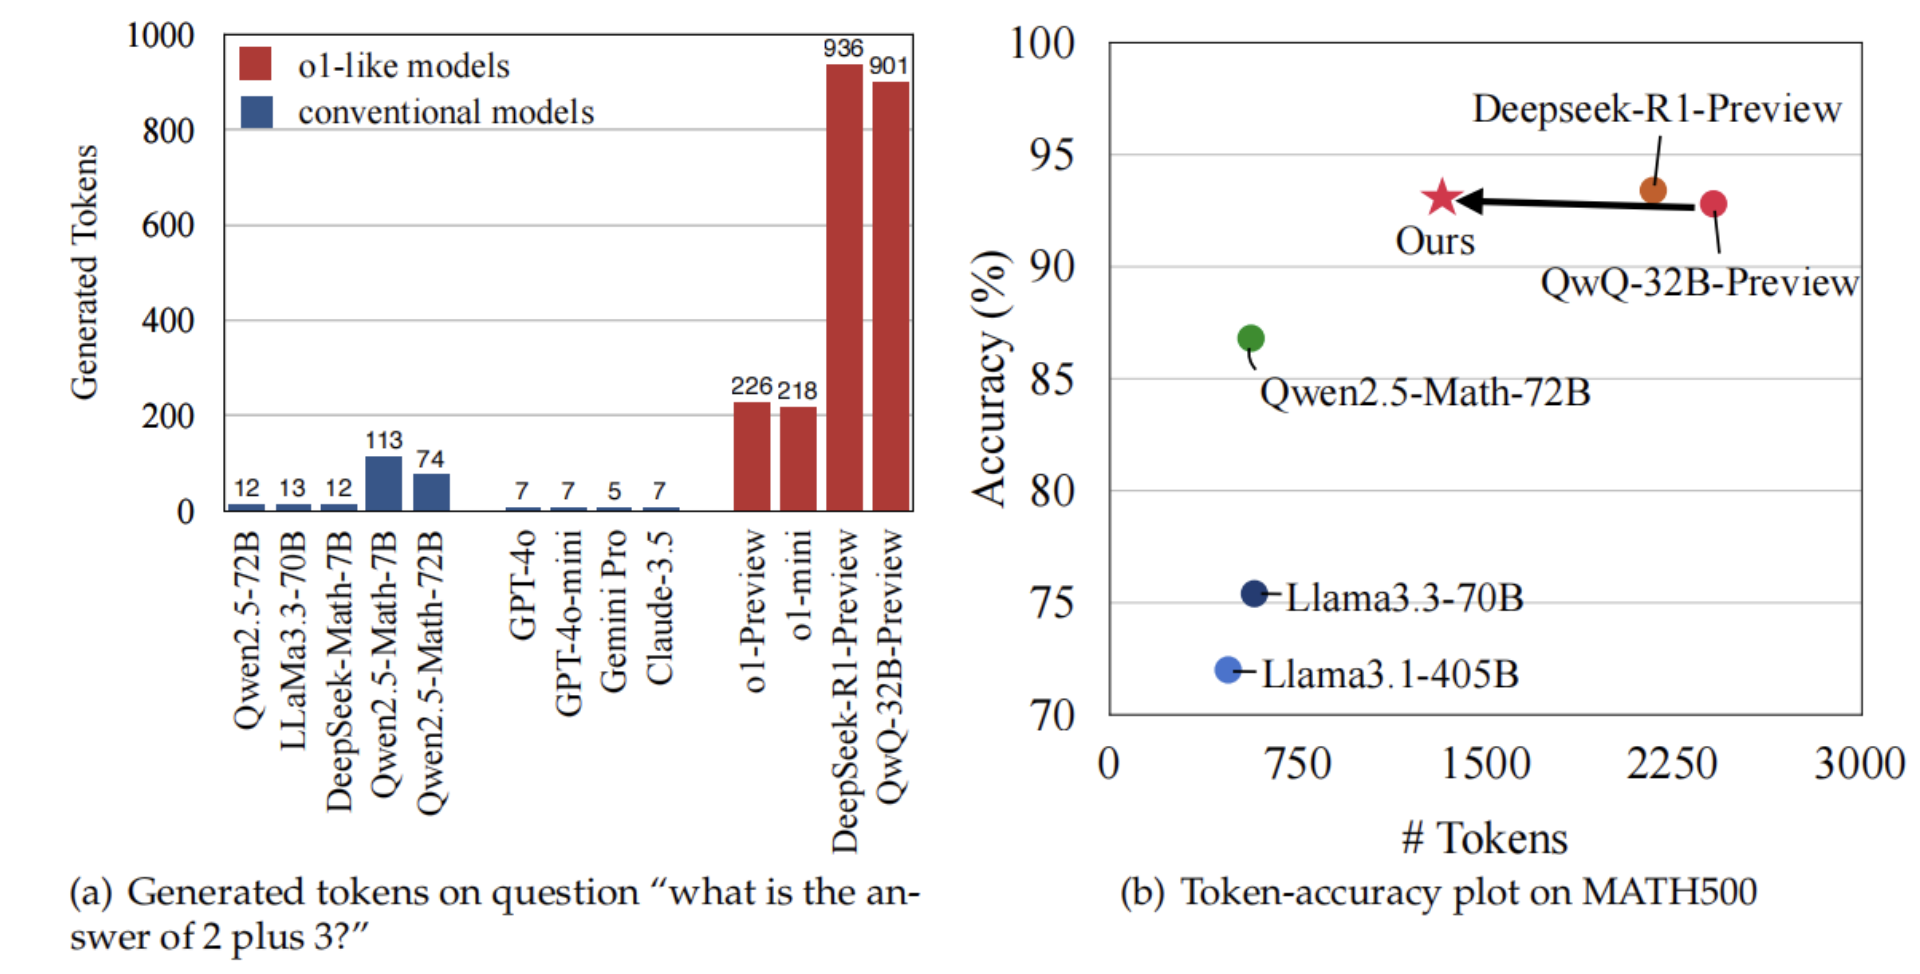 1000
800
600
400
200
0
Generated Tokens
o1-like models
conventional models
12
13
12
113
74
7
7
5
7
226
218
936
901
Qwen2.5-72B
LLaMa3.3-70B
DeepSeek-Math-7B
Qwen2.5-Math-7B
Qwen2.5-Math-72B
GPT-4o
GPT-4o-mini
Gemini Pro
Claude-3.5
o1-Preview
o1-mini
DeepSeek-R1-Preview
QwQ-32B-Preview
(a) Generated tokens on question “what is the an-
swer of 2 plus 3?”
100
95
90
85
80
75
70
Accuracy (%)
Deepseek-R1-Preview
Ours
QwQ-32B-Preview
Qwen2.5-Math-72B
Llama3.3-70B
Llama3.1-405B
0
750
1500
2250
3000
# Tokens
(b) Token-accuracy plot on MATH500